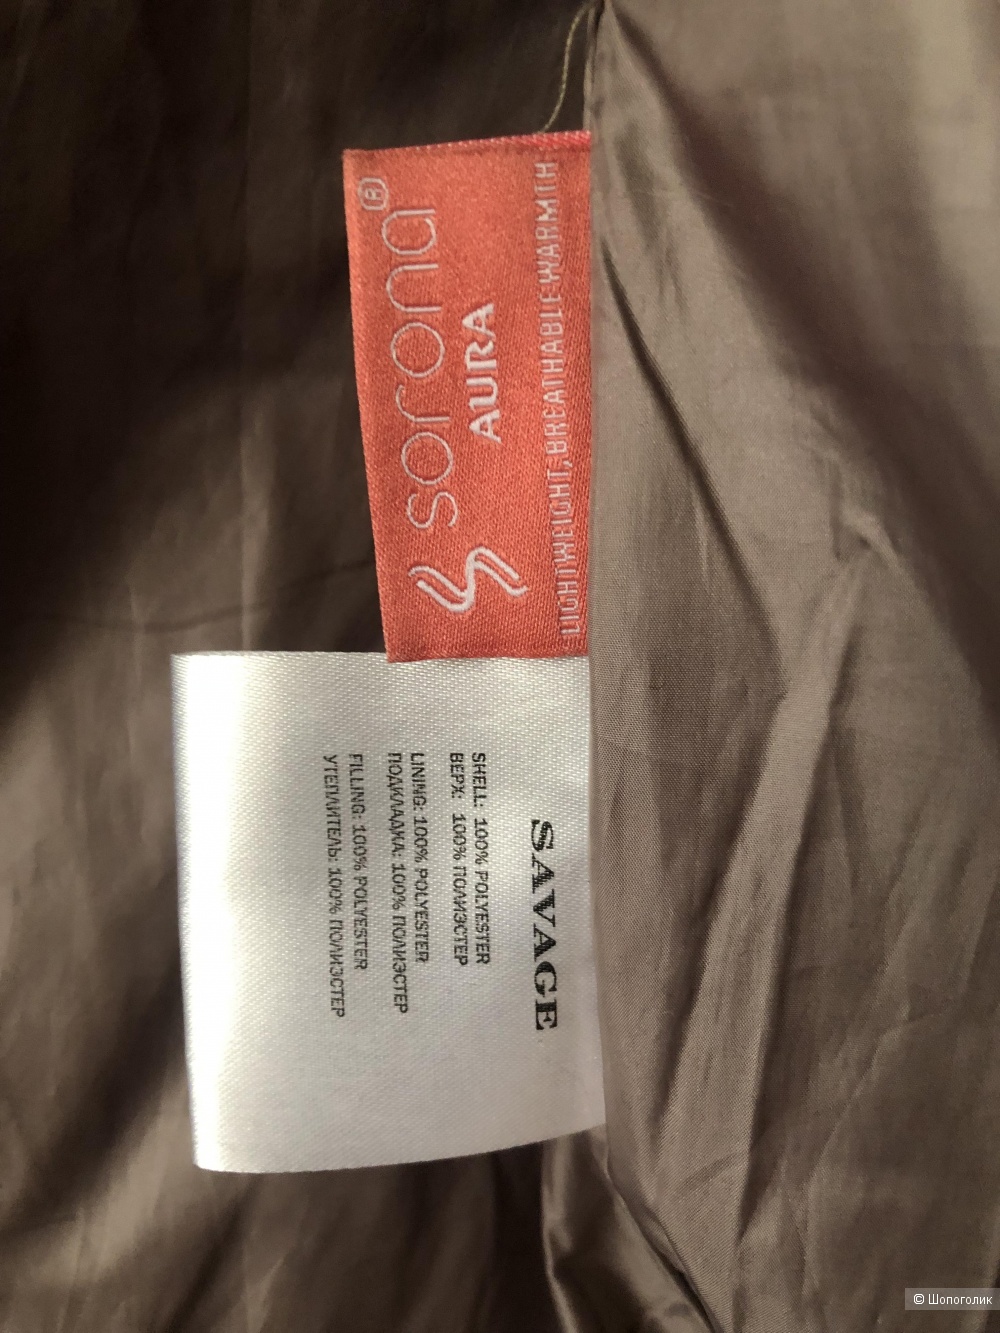 sorona®
AURA
LIGHTWEIGHT, BREATHABLE WARMTH
SAVAGE
SHELL: 100% POLYESTER
ВЕРХ: 100% ПОЛИЭСТЕР
LINING: 100% POLYESTER
ПОДКЛАДКА: 100% ПОЛИЭСТЕР
FILLING: 100% POLYESTER
УТЕПЛИТЕЛЬ: 100% ПОЛИЭСТЕР
© Шопоголик